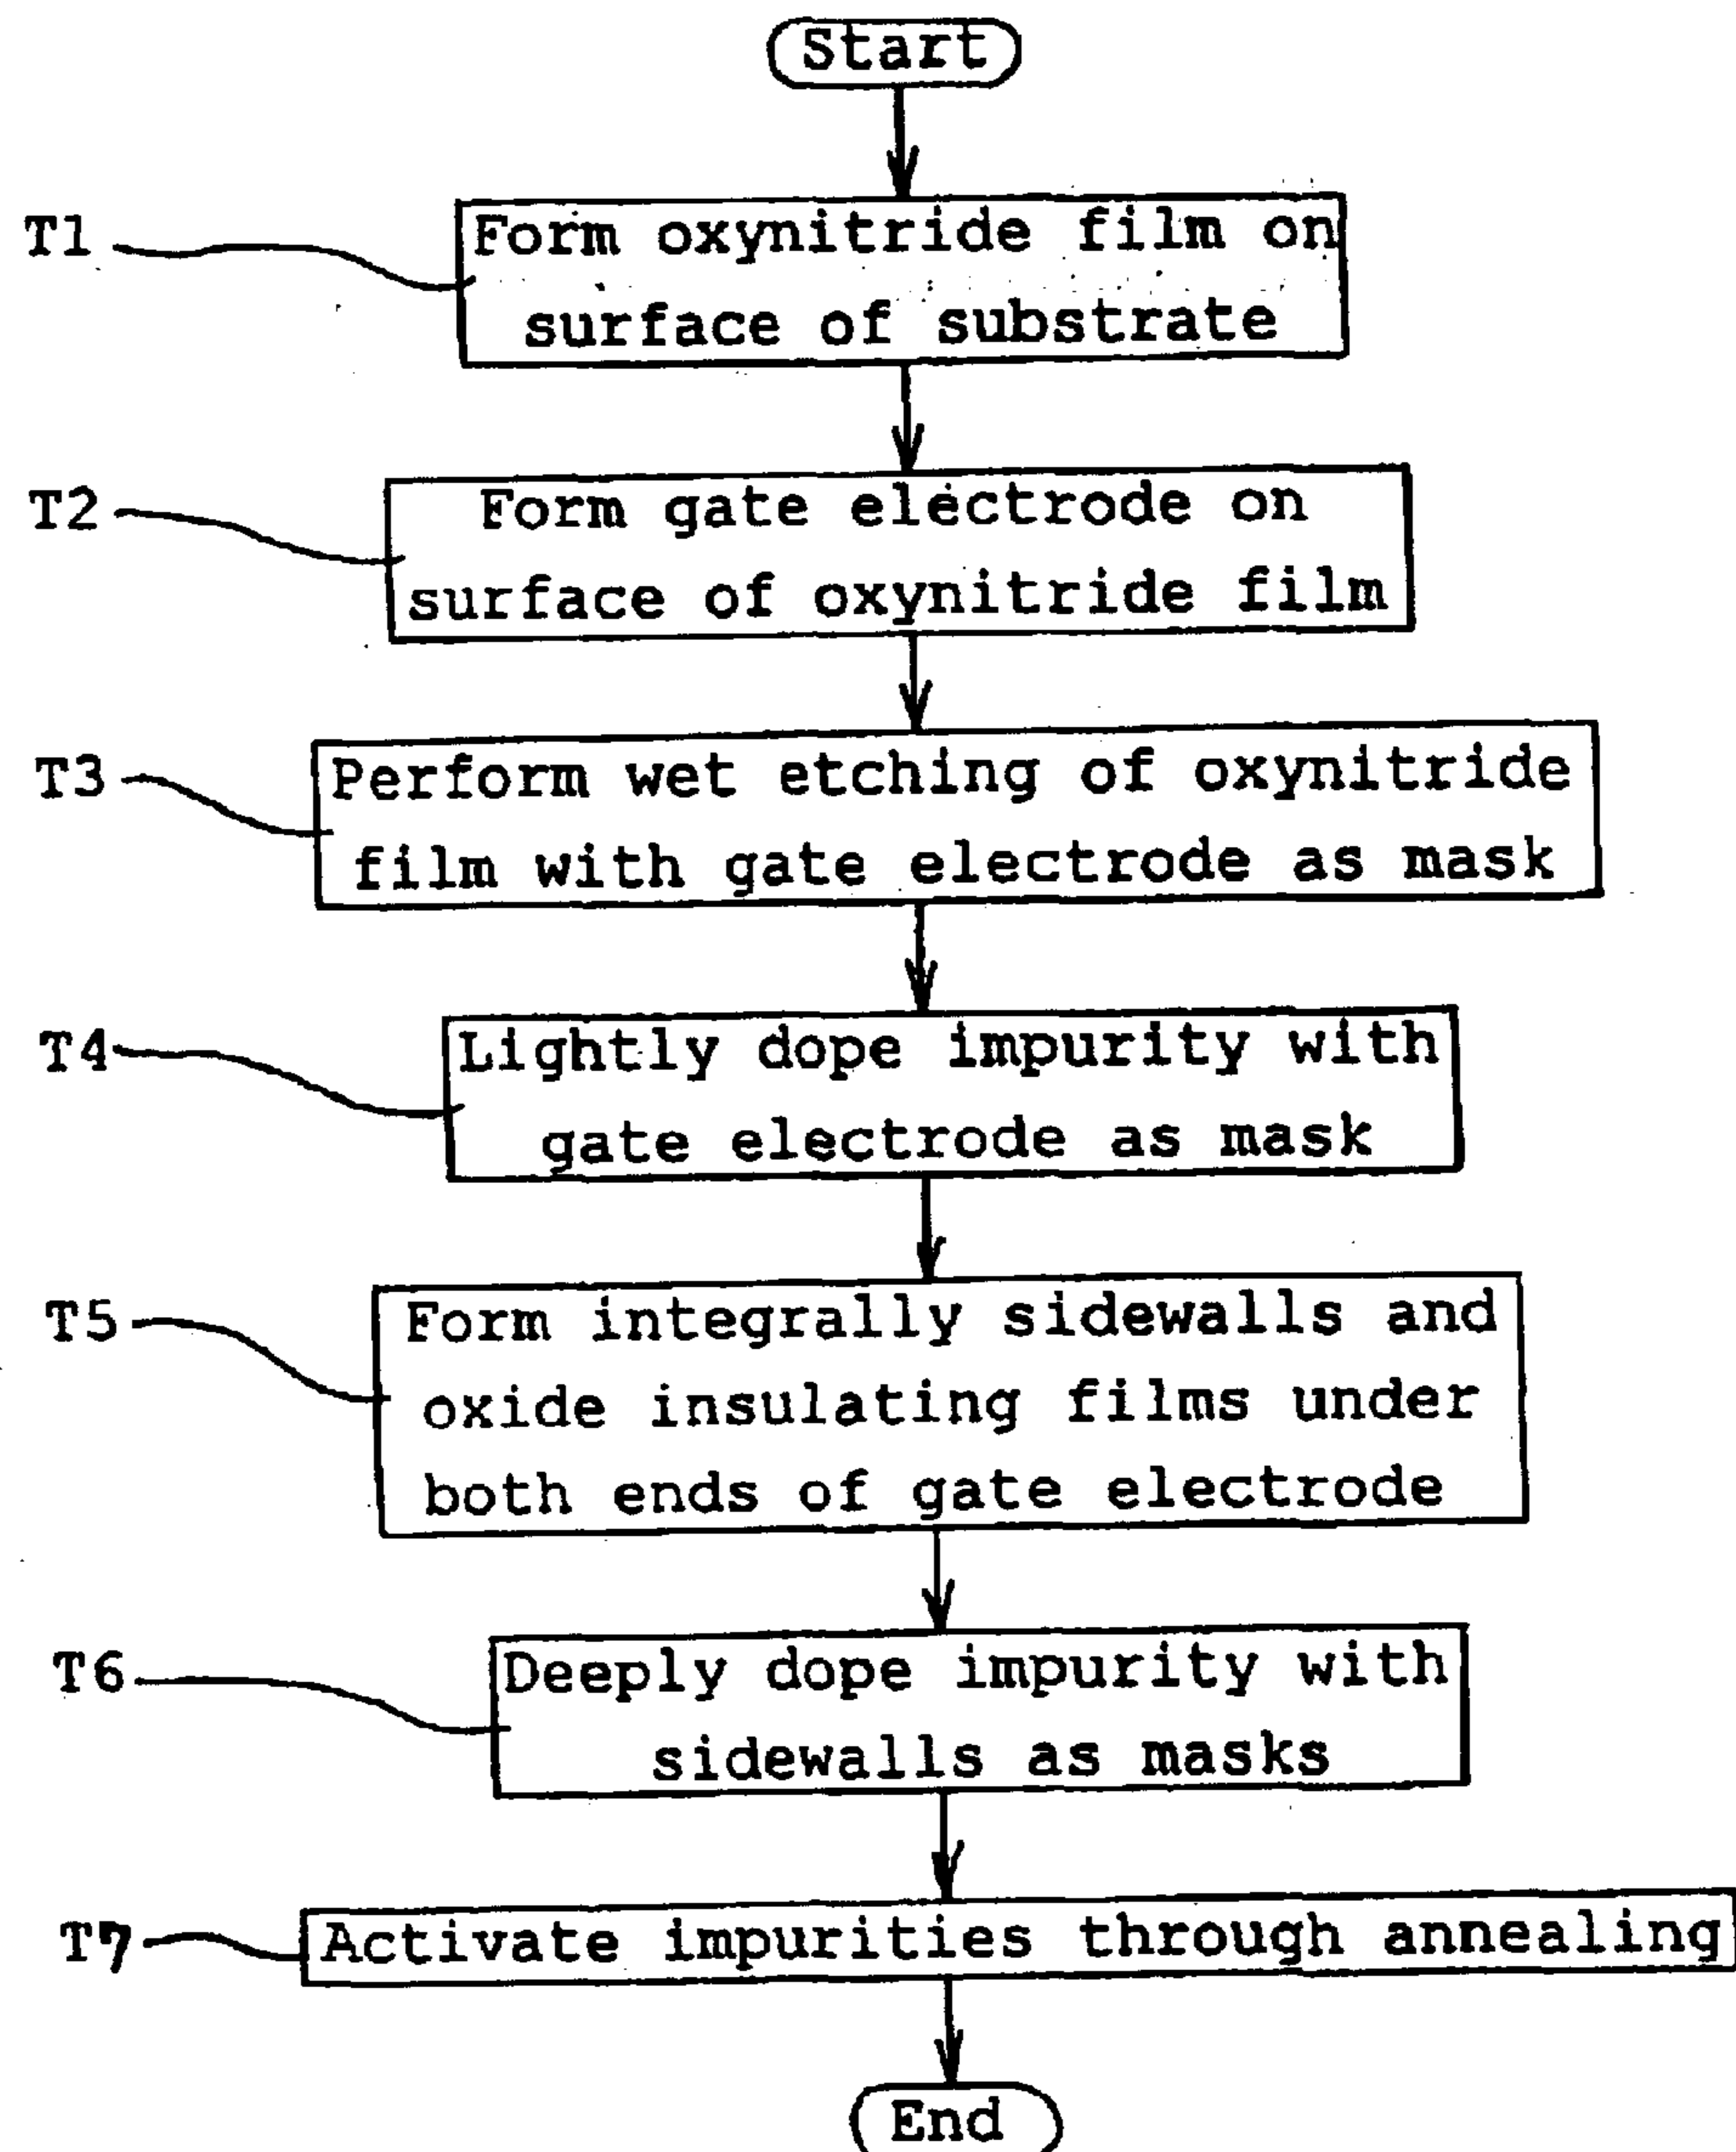 Start
T1
Form oxynitride film on
surface of substrate
T2
Form gate electrode on
surface of oxynitride film
T3
Perform wet etching of oxynitride
film with gate electrode as mask
T4
Lightly dope impurity with
gate electrode as mask
T5
Form integrally sidewalls and
oxide insulating films under
both ends of gate electrode
T6
Deeply dope impurity with
sidewalls as masks
T7
Activate impurities through annealing
End